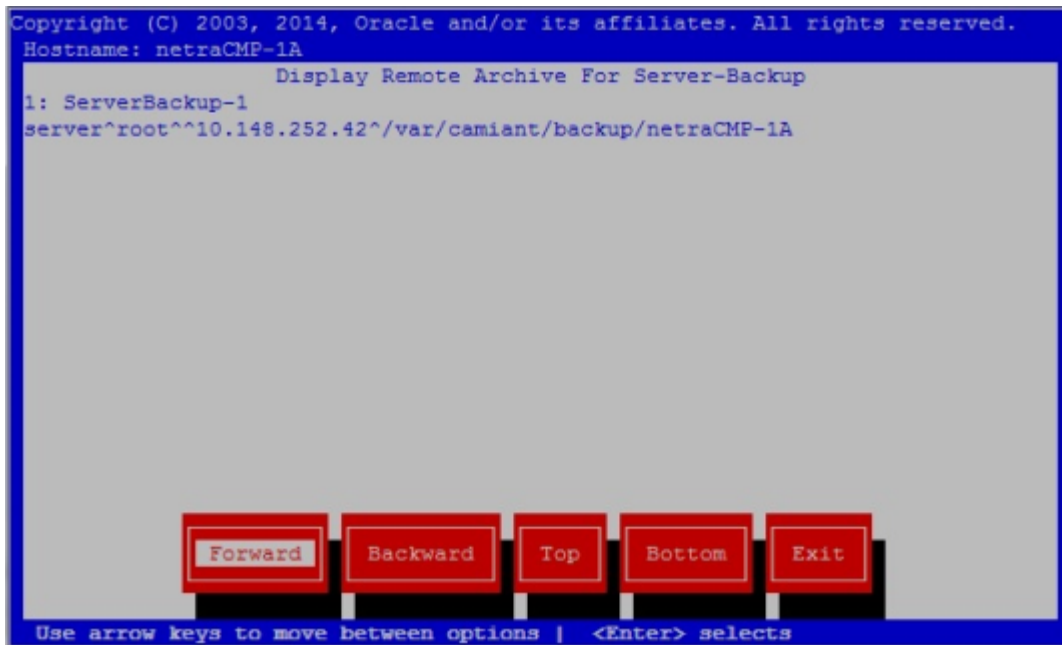 Copyright (C) 2003, 2014, Oracle and/or its affiliates. All rights reserved.
Hostname: netraCMP-1A
Display Remote Archive For Server-Backup
1: ServerBackup-1
server^root^^10.148.252.42^/var/camiant/backup/netraCMP-1A
Forward Backward Top Bottom Exit
Use arrow keys to move between options | <Enter> selects